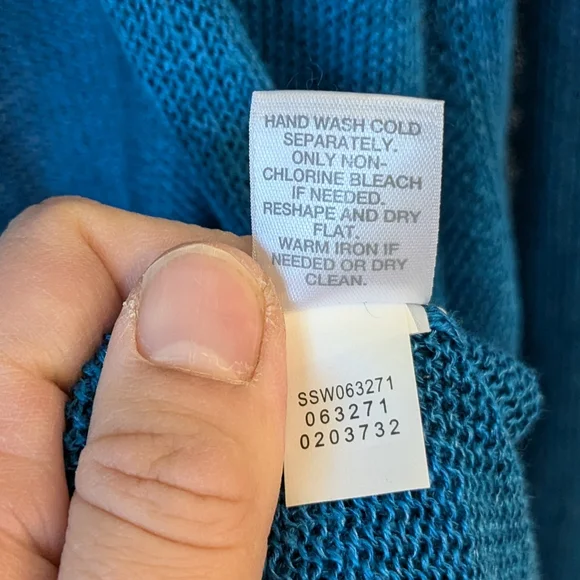 HAND WASH COLD
SEPARATELY.
ONLY NON-
CHLORINE BLEACH
IF NEEDED.
RESHAPE AND DRY
FLAT.
WARM IRON IF
NEEDED OR DRY
CLEAN.
SSW063271
063271
0203732